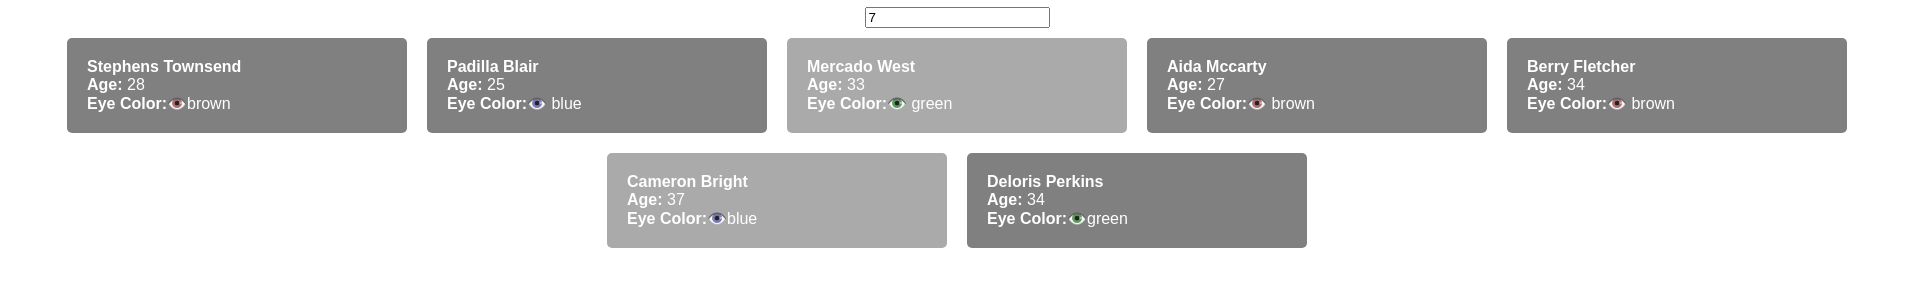 7
Stephens Townsend
Age: 28
Eye Color: brown
Padilla Blair
Age: 25
Eye Color: blue
Mercado West
Age: 33
Eye Color: green
Aida Mccarty
Age: 27
Eye Color: brown
Berry Fletcher
Age: 34
Eye Color: brown
Cameron Bright
Age: 37
Eye Color: blue
Deloris Perkins
Age: 34
Eye Color: green